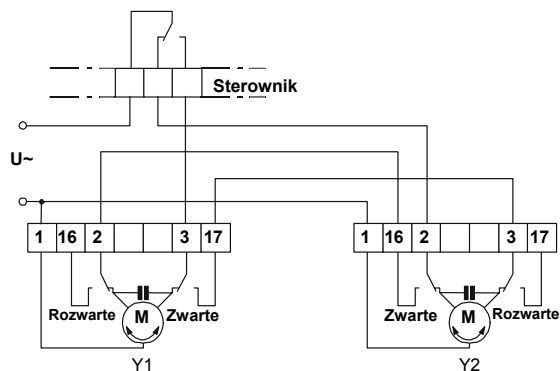 Sterownik
U~
1 16 2 3 17
1 16 2 3 17
Rozwarte M Zwarte
Zwarte M Rozwarte
Y1
Y2